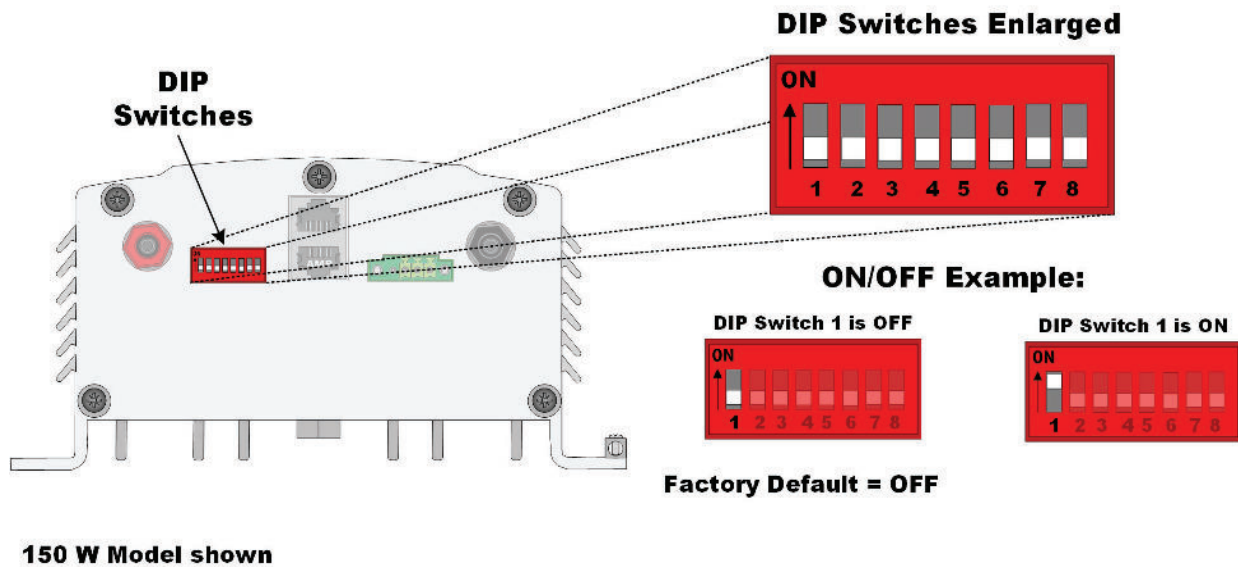 DIP Switches Enlarged
DIP
Switches
ON
1 2 3 4 5 6 7 8
AMP
ON/OFF Example:
DIP Switch 1 is OFF
DIP Switch 1 is ON
ON
1 2 3 4 5 6 7 8
ON
1 2 3 4 5 6 7 8
Factory Default = OFF
150 W Model shown